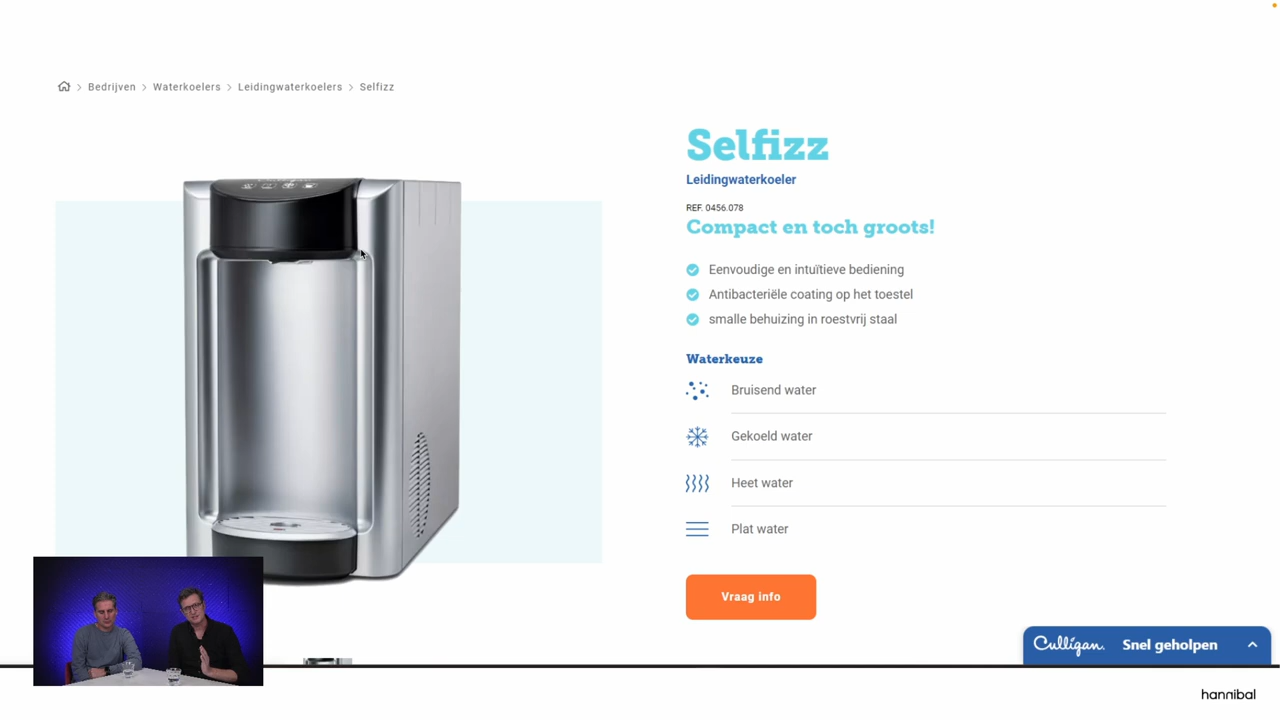 Bedrijven > Waterkoelers > Leidingwaterkoelers > Selfizz
Selfizz
Leidingwaterkoeler
REF. 0456.078
Compact en toch groots!
Eenvoudige en intuïtieve bediening
Antibacteriële coating op het toestel
smalle behuizing in roestvrij staal
Waterkeuze
Bruisend water
Gekoeld water
Heet water
Plat water
Vraag info
Culligan. Snel geholpen
hannibal